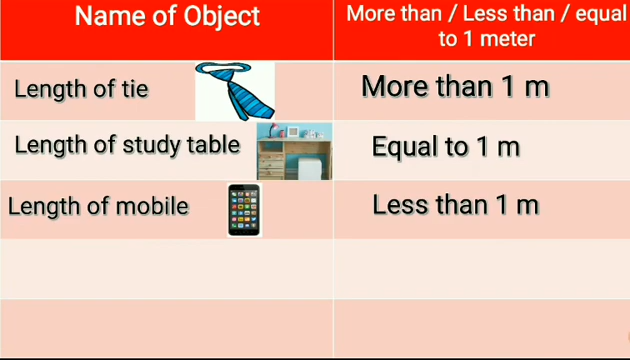 Name of Object
More than / Less than / equal
to 1 meter
Length of tie
More than 1 m
Length of study table
Equal to 1 m
Length of mobile
Less than 1 m